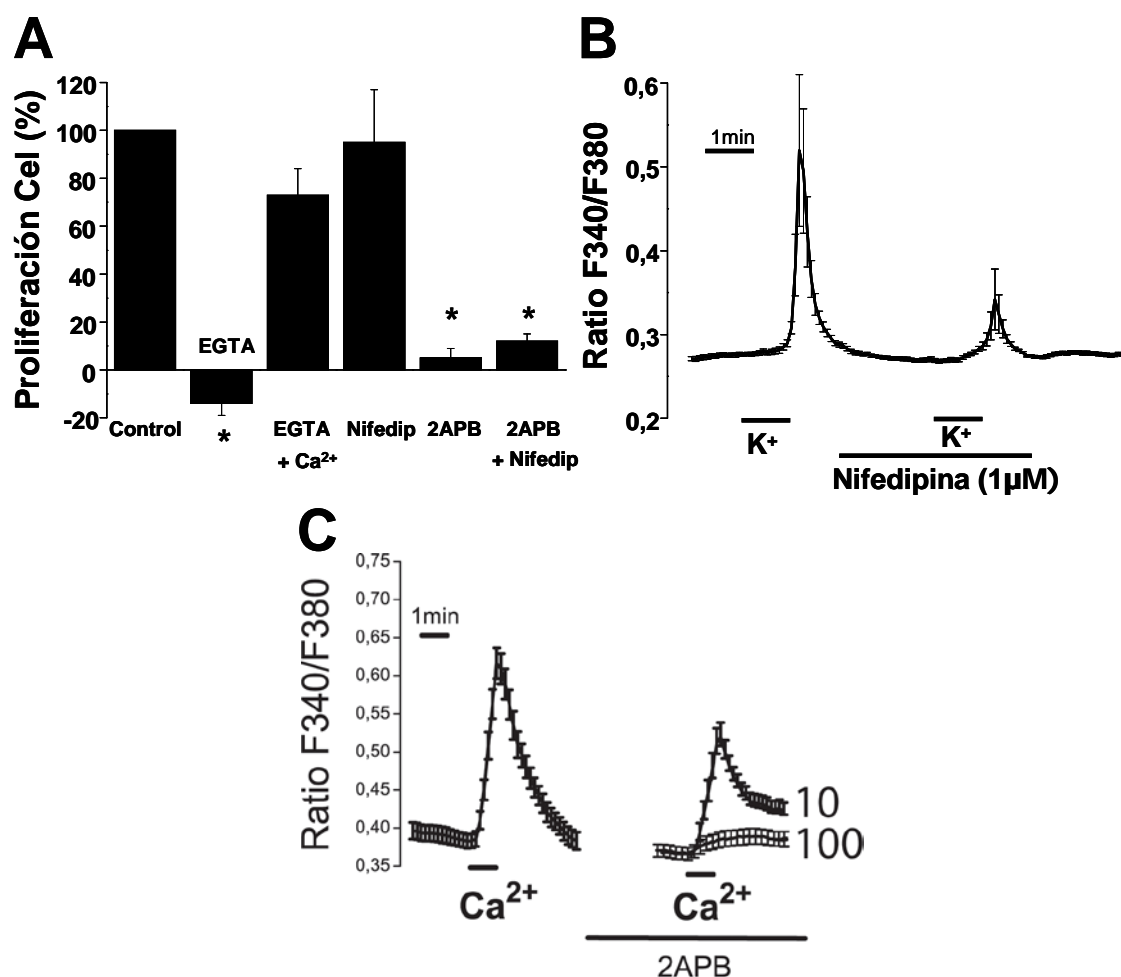 A
Proliferación Cel (%)
120
100
80
60
40
20
0
-20
EGTA
*
*
*
Control
EGTA
+ Ca²⁺
Nifedip
2APB
2APB
+ Nifedip
B
Ratio F340/F380
0,6
0,5
0,4
0,3
0,2
1min
K⁺
K⁺
Nifedipina (1µM)
C
Ratio F340/F380
0,75
0,70
0,65
0,60
0,55
0,50
0,45
0,40
0,35
1min
10
100
Ca²⁺
Ca²⁺
2APB